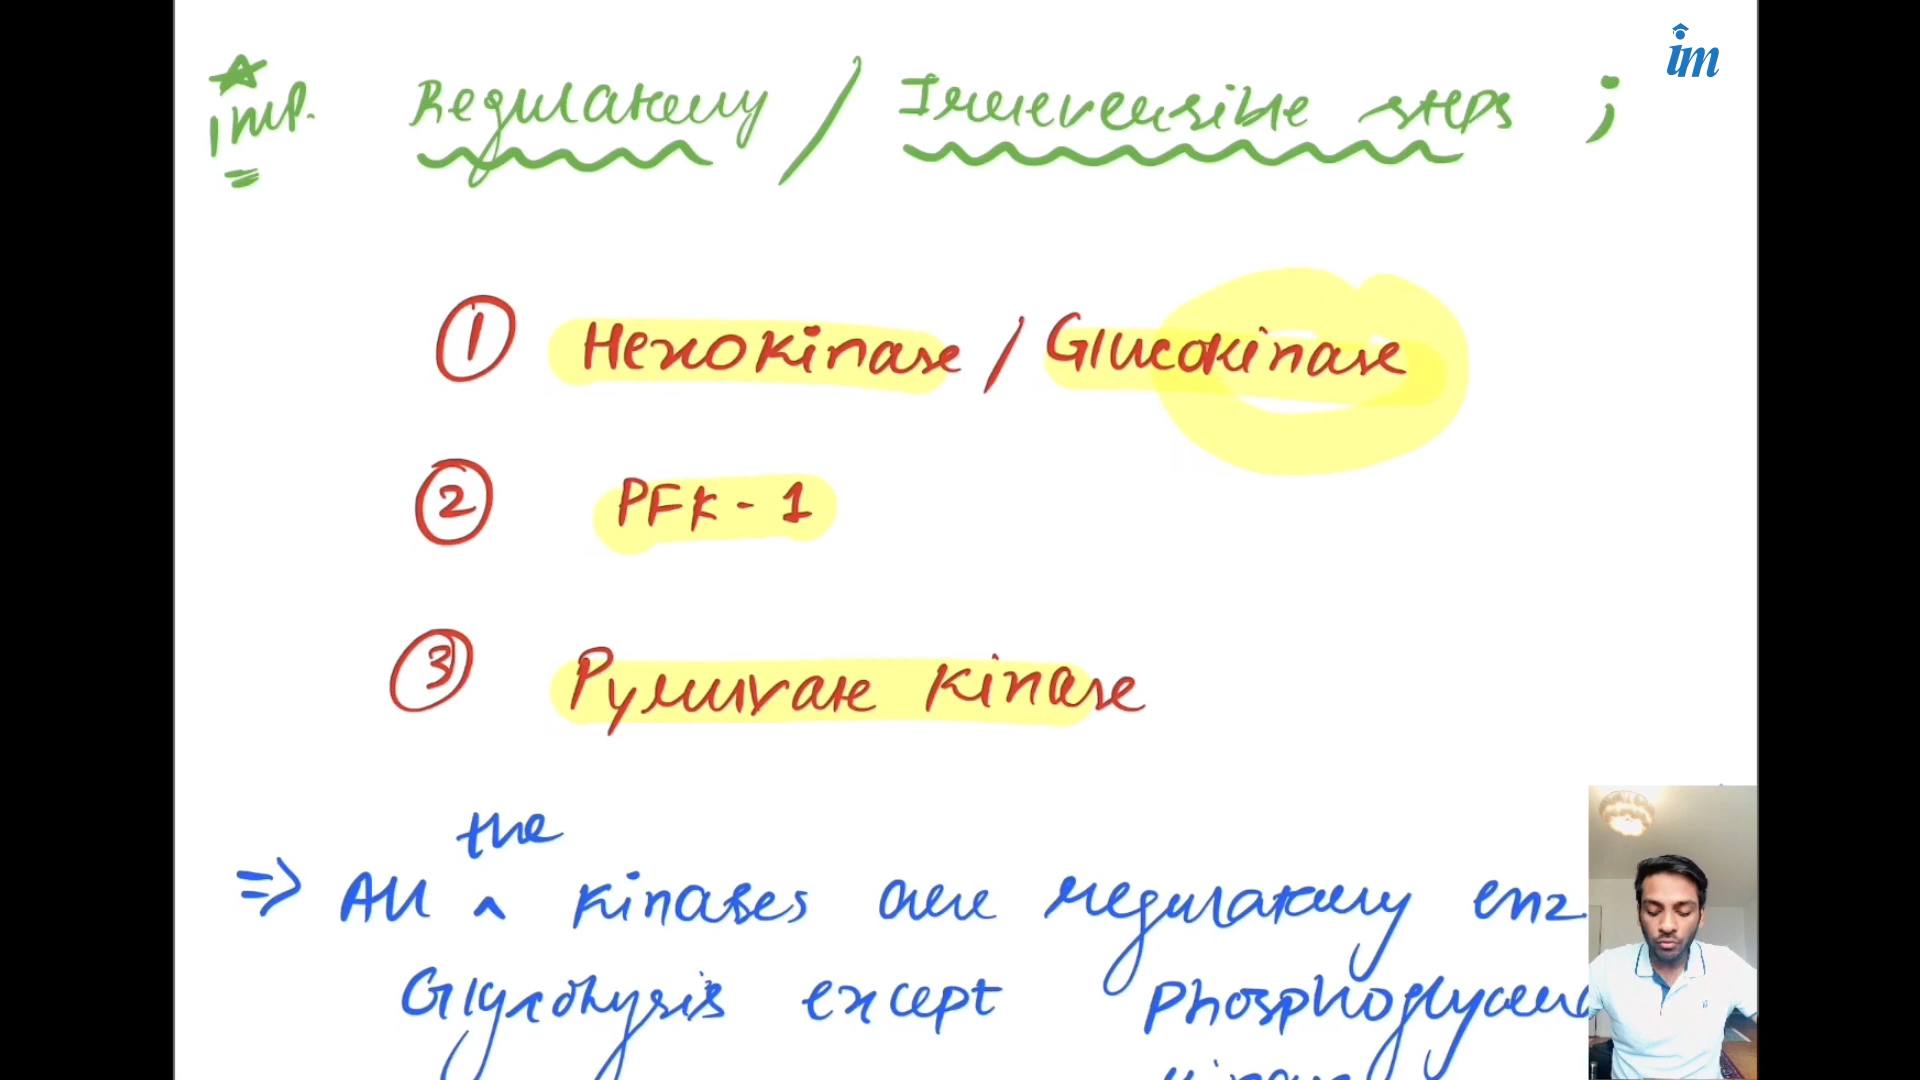 im
imp. Regulatory / Irreversible steps ;
1 Hexokinase / Glucokinase
2 PFK - 1
3 Pyruvate kinase
the
⇒ All ^ kinases are regulatory enz
Glycolysis except phosphoglycera